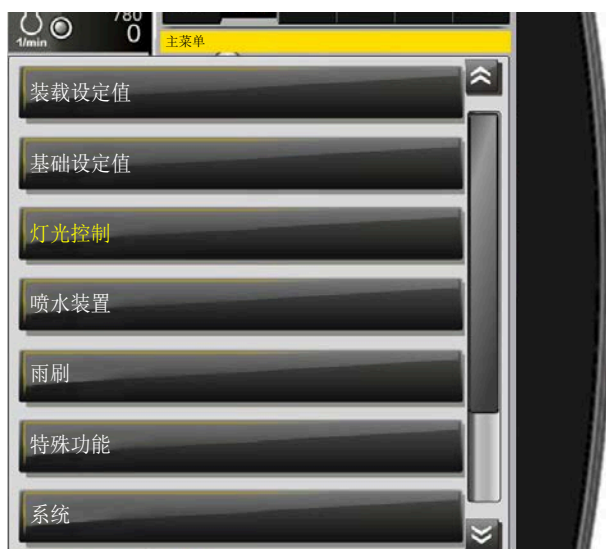 780
1/min
0
主菜单
装载设定值
基础设定值
灯光控制
喷水装置
雨刷
特殊功能
系统